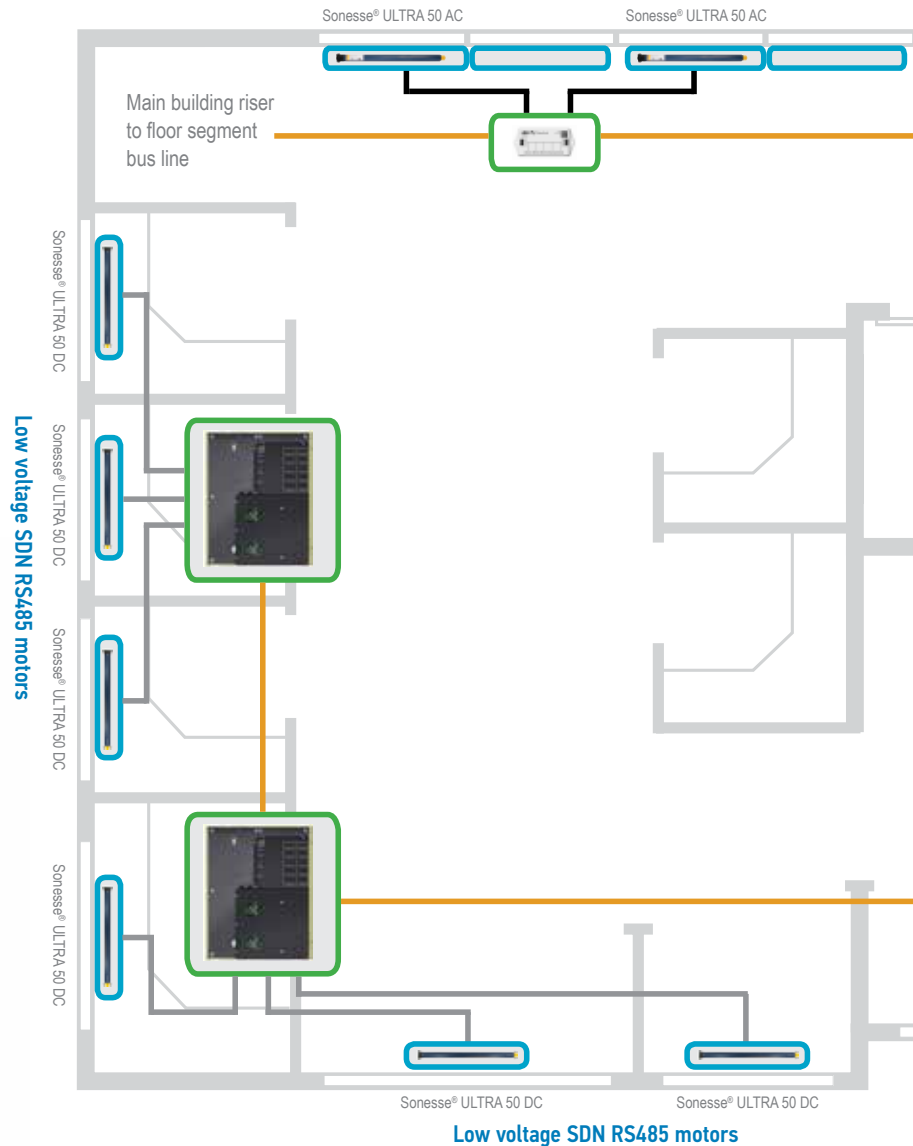 Sonesse® ULTRA 50 AC
Sonesse® ULTRA 50 AC
Main building riser
to floor segment
bus line
Sonesse® ULTRA 50 DC
Sonesse® ULTRA 50 DC
Sonesse® ULTRA 50 DC
Sonesse® ULTRA 50 DC
Low voltage SDN RS485 motors
Sonesse® ULTRA 50 DC
Sonesse® ULTRA 50 DC
Low voltage SDN RS485 motors